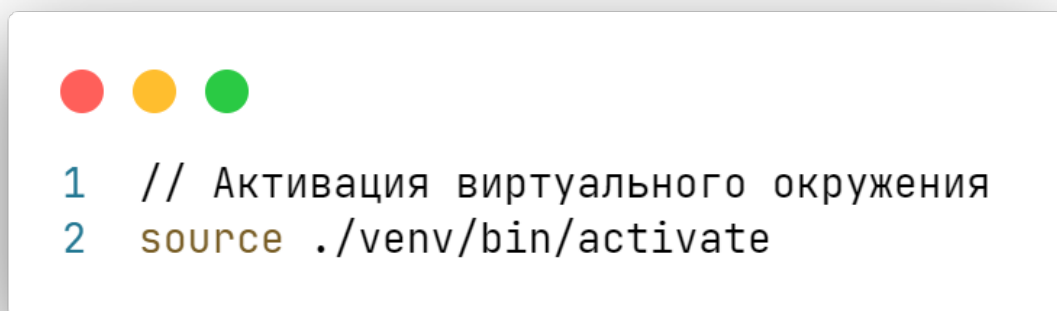 1 // Активация виртуального окружения
2 source ./venv/bin/activate